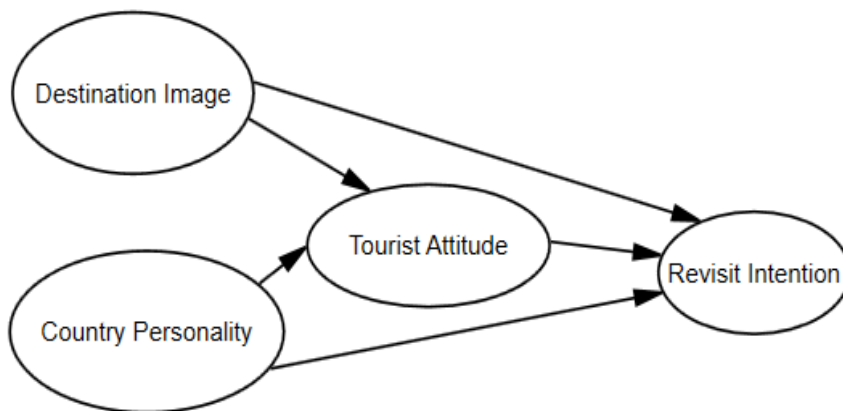 Destination Image
Tourist Attitude
Revisit Intention
Country Personality